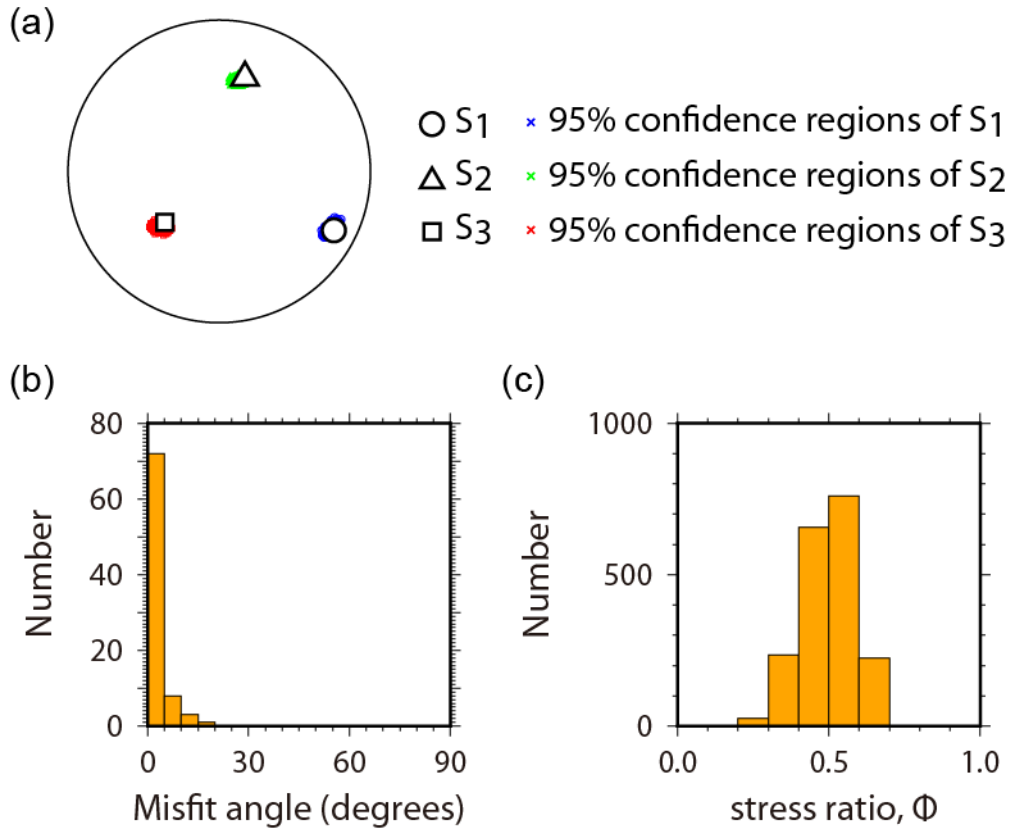 (a)
S1 × 95% confidence regions of S1
S2 × 95% confidence regions of S2
S3 × 95% confidence regions of S3
(b)
80
60
40
20
0
Number
0 30 60 90
Misfit angle (degrees)
(c)
1000
500
0
Number
0.0 0.5 1.0
stress ratio, Φ